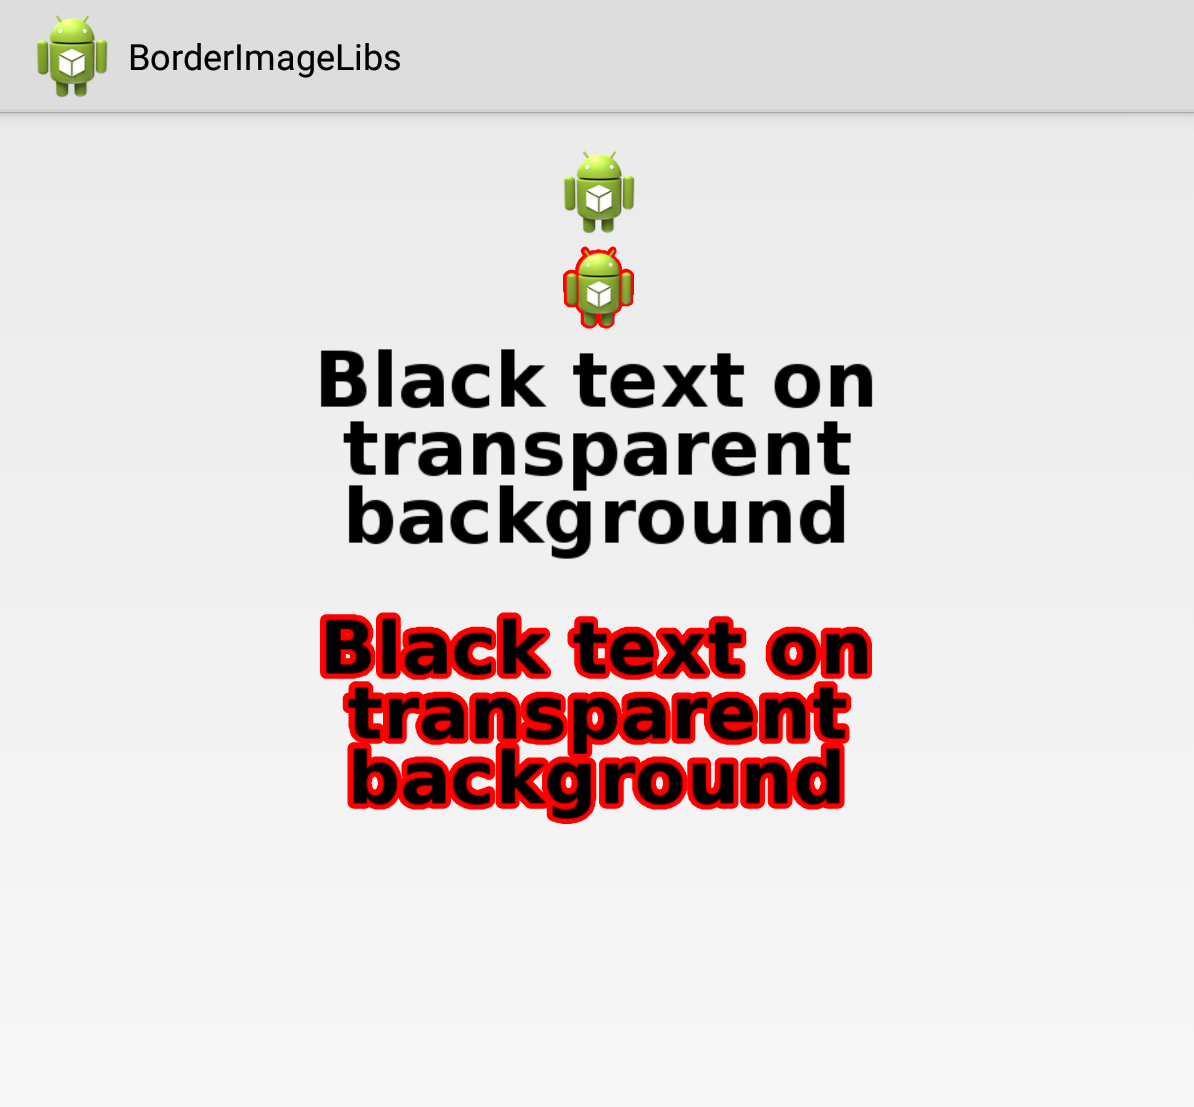 BorderImageLibs
Black text on
transparent
background
Black text on
transparent
background